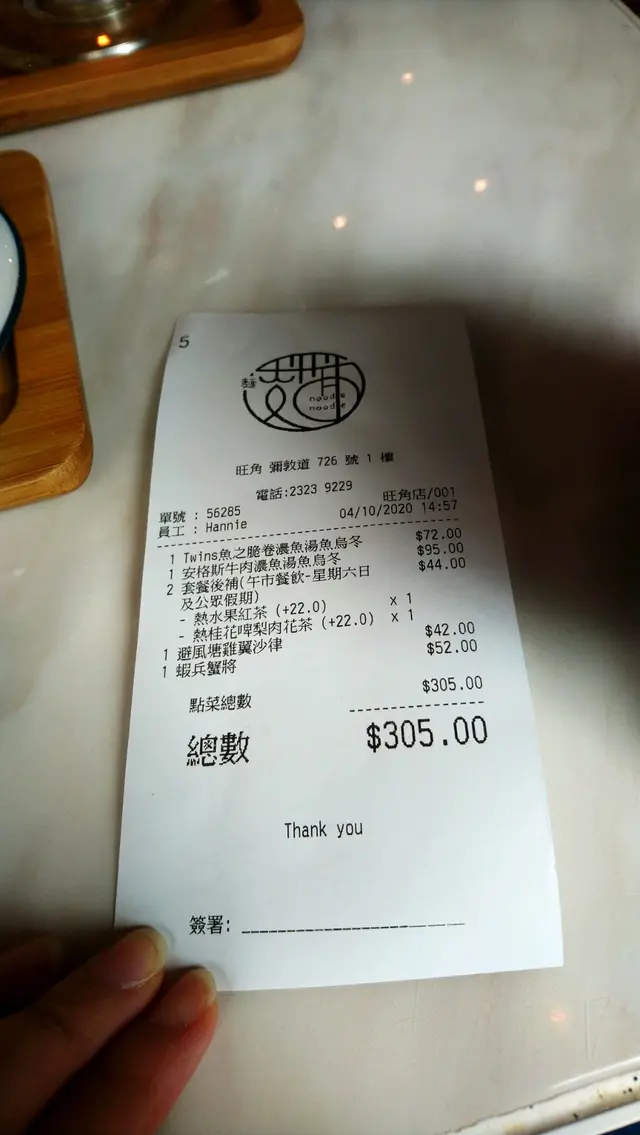 5
noodle
noodle
旺角 彌敦道 726 號 1 樓
電話:2323 9229
單號 : 56285 旺角店/001
員工 : Hannie 04/10/2020 14:57
1 Twins魚之脆卷濃魚湯魚烏冬 $72.00
1 安格斯牛肉濃魚湯魚烏冬 $95.00
2 套餐後補(午市餐飲-星期六日 $44.00
及公眾假期)
- 熱水果紅茶 (+22.0) x 1
- 熱桂花啤梨肉花茶 (+22.0) x 1
1 避風塘雞翼沙律 $42.00
1 蝦兵蟹將 $52.00
點菜總數 $305.00
總數 $305.00
Thank you
簽署: